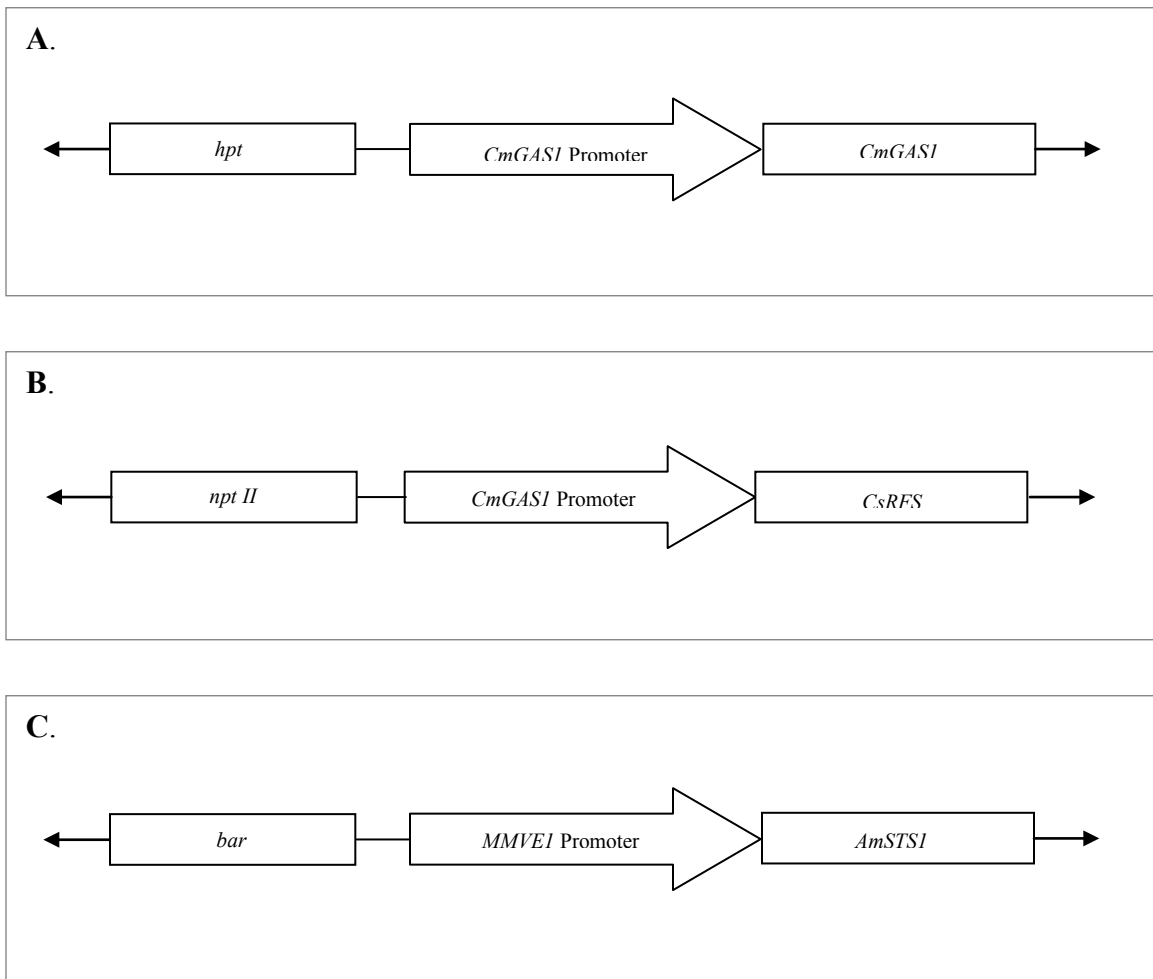 A.
hpt CmGAS1 Promoter CmGAS1
B.
npt II CmGAS1 Promoter CsRFS
C.
bar MMVE1 Promoter AmSTS1